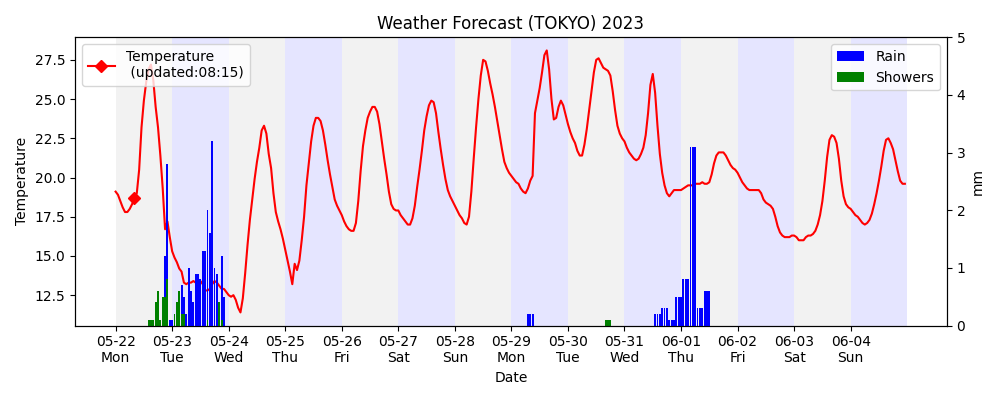 Weather Forecast (TOKYO) 2023
Temperature
(updated:08:15)
Rain
Showers
27.5
25.0
22.5
20.0
17.5
15.0
12.5
Temperature
5
4
3
2
1
0
mm
05-22 05-23 05-24 05-25 05-26 05-27 05-28 05-29 05-30 05-31 06-01 06-02 06-03 06-04
Mon Tue Wed Thu Fri Sat Sun Mon Tue Wed Thu Fri Sat Sun
Date